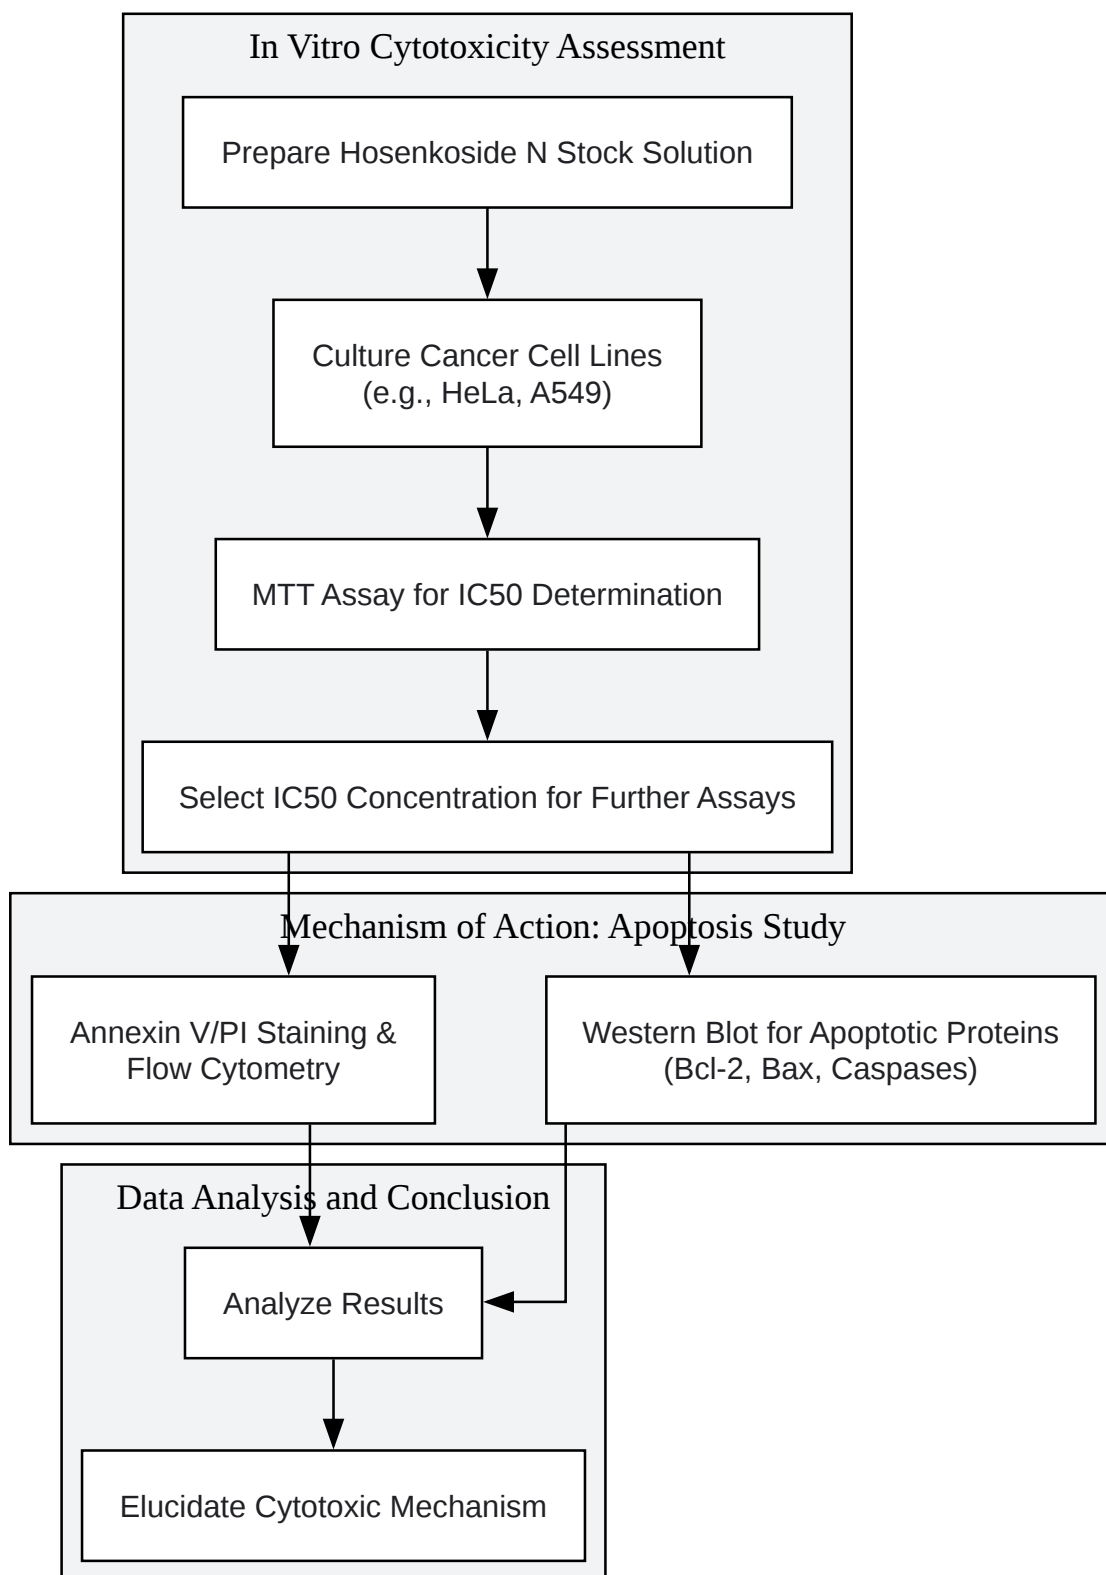 In Vitro Cytotoxicity Assessment
Prepare Hosenkoside N Stock Solution
Culture Cancer Cell Lines
(e.g., HeLa, A549)
MTT Assay for IC50 Determination
Select IC50 Concentration for Further Assays
Mechanism of Action: Apoptosis Study
Annexin V/PI Staining &
Flow Cytometry
Western Blot for Apoptotic Proteins
(Bcl-2, Bax, Caspases)
Data Analysis and Conclusion
Analyze Results
Elucidate Cytotoxic Mechanism